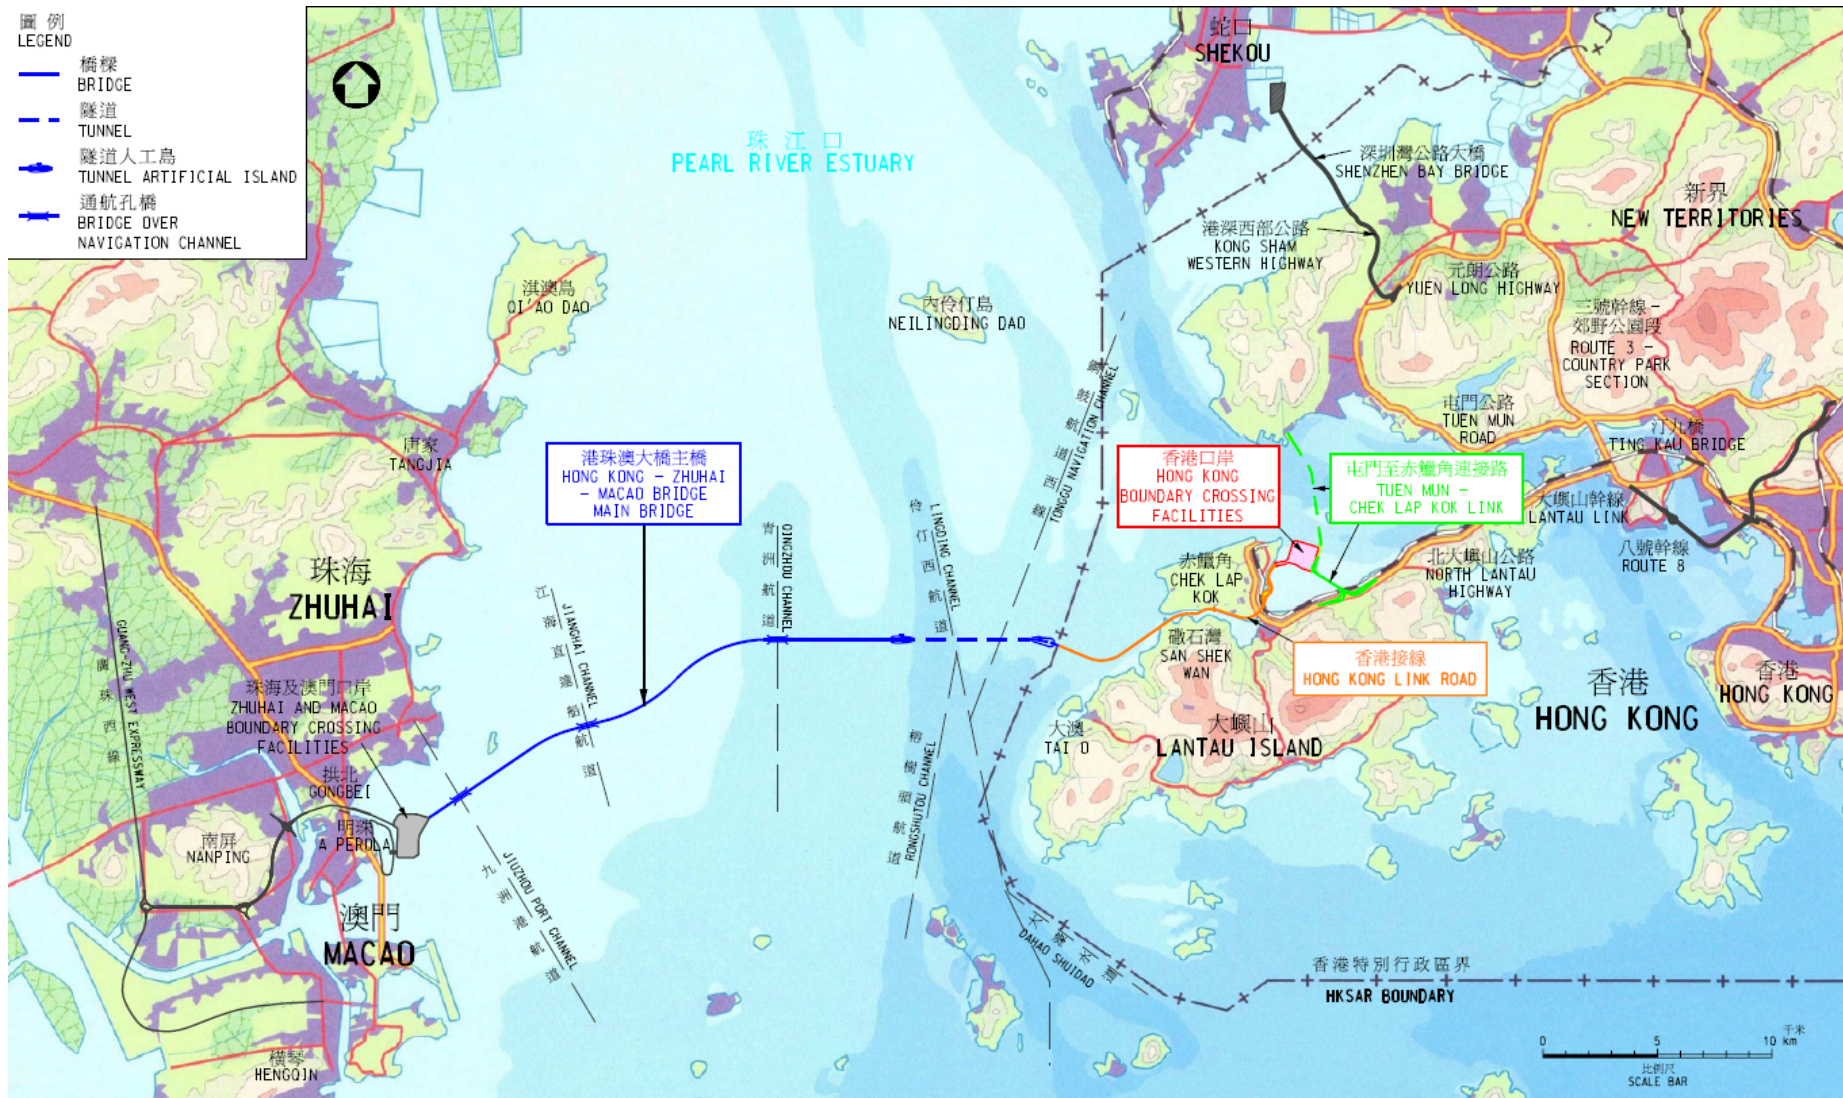 圖例
LEGEND
橋樑
BRIDGE
隧道
TUNNEL
隧道人工島
TUNNEL ARTIFICIAL ISLAND
通航孔橋
BRIDGE OVER
NAVIGATION CHANNEL
珠江口
PEARL RIVER ESTUARY
蛇口
SHEKOU
深圳灣公路大橋
SHENZHEN BAY BRIDGE
新界
NEW TERRITORIES
港深西部公路
KONG SHAM
WESTERN HIGHWAY
元朗公路
YUEN LONG HIGHWAY
淇澳島
QI'AO DAO
內伶仃島
NEILINGDING DAO
三號幹線 -
郊野公園段
ROUTE 3 -
COUNTRY PARK
SECTION
屯門公路
TUEN MUN
ROAD
汀九橋
TING KAU BRIDGE
唐家
TANGJIA
港珠澳大橋主橋
HONG KONG - ZHUHAI
- MACAO BRIDGE
MAIN BRIDGE
香港口岸
HONG KONG
BOUNDARY CROSSING
FACILITIES
屯門至赤鱲角連接路
TUEN MUN -
CHEK LAP KOK LINK
大嶼山幹線
LANTAU LINK
八號幹線
ROUTE 8
北大嶼山公路
NORTH LANTAU
HIGHWAY
赤鱲角
CHEK LAP
KOK
䃟石灣
SAN SHEK
WAN
香港接線
HONG KONG LINK ROAD
香港
HONG KONG
香港
HONG KONG
大嶼山
LANTAU ISLAND
大澳
TAI O
珠海
ZHUHAI
珠海及澳門口岸
ZHUHAI AND MACAO
BOUNDARY CROSSING
FACILITIES
拱北
GONGBEI
明珠
A PEROLA
南屏
NANPING
澳門
MACAO
橫琴
HENGQIN
廣珠西線
GUANG-ZHU WEST EXPRESSWAY
九洲港航道
JIUZHOU PORT CHANNEL
JIANGHAI CHANNEL
青洲航道
QINGZHOU CHANNEL
伶仃西航道
LINGDING CHANNEL
榕樹頭航道
RONGSHUTOU CHANNEL
TONGGU NAVIGATION CHANNEL
大濠水道
DAHAO SHUIDAO
香港特別行政區界
HKSAR BOUNDARY
0 5 10
千米
km
比例尺
SCALE BAR